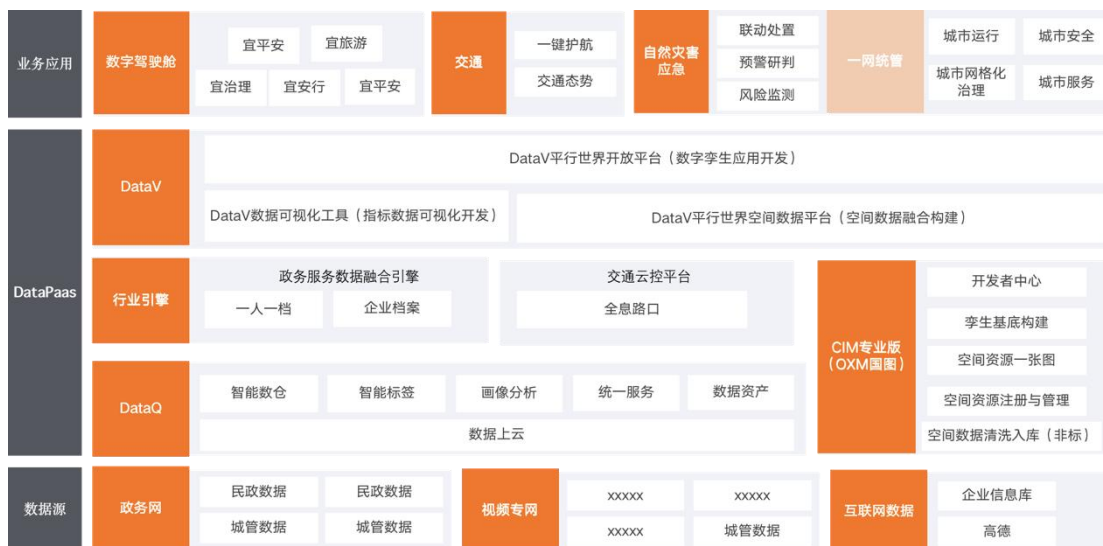 业务应用
数字驾驶舱
宜平安
宜旅游
宜治理
宜安行
宜平安
交通
一键护航
交通态势
自然灾害
应急
联动处置
预警研判
风险监测
一网统管
城市运行
城市安全
城市网格化
治理
城市服务
DataPaas
DataV
DataV平行世界开放平台（数字孪生应用开发）
DataV数据可视化工具（指标数据可视化开发）
DataV平行世界空间数据平台（空间数据融合构建）
行业引擎
政务服务数据融合引擎
一人一档
企业档案
交通云控平台
全息路口
DataQ
智能数仓
智能标签
画像分析
统一服务
数据资产
数据上云
CIM专业版
（OXM国图）
开发者中心
孪生基底构建
空间资源一张图
空间资源注册与管理
空间数据清洗入库（非标）
数据源
政务网
民政数据
民政数据
城管数据
城管数据
视频专网
xxxxx
xxxxx
xxxxx
城管数据
互联网数据
企业信息库
高德